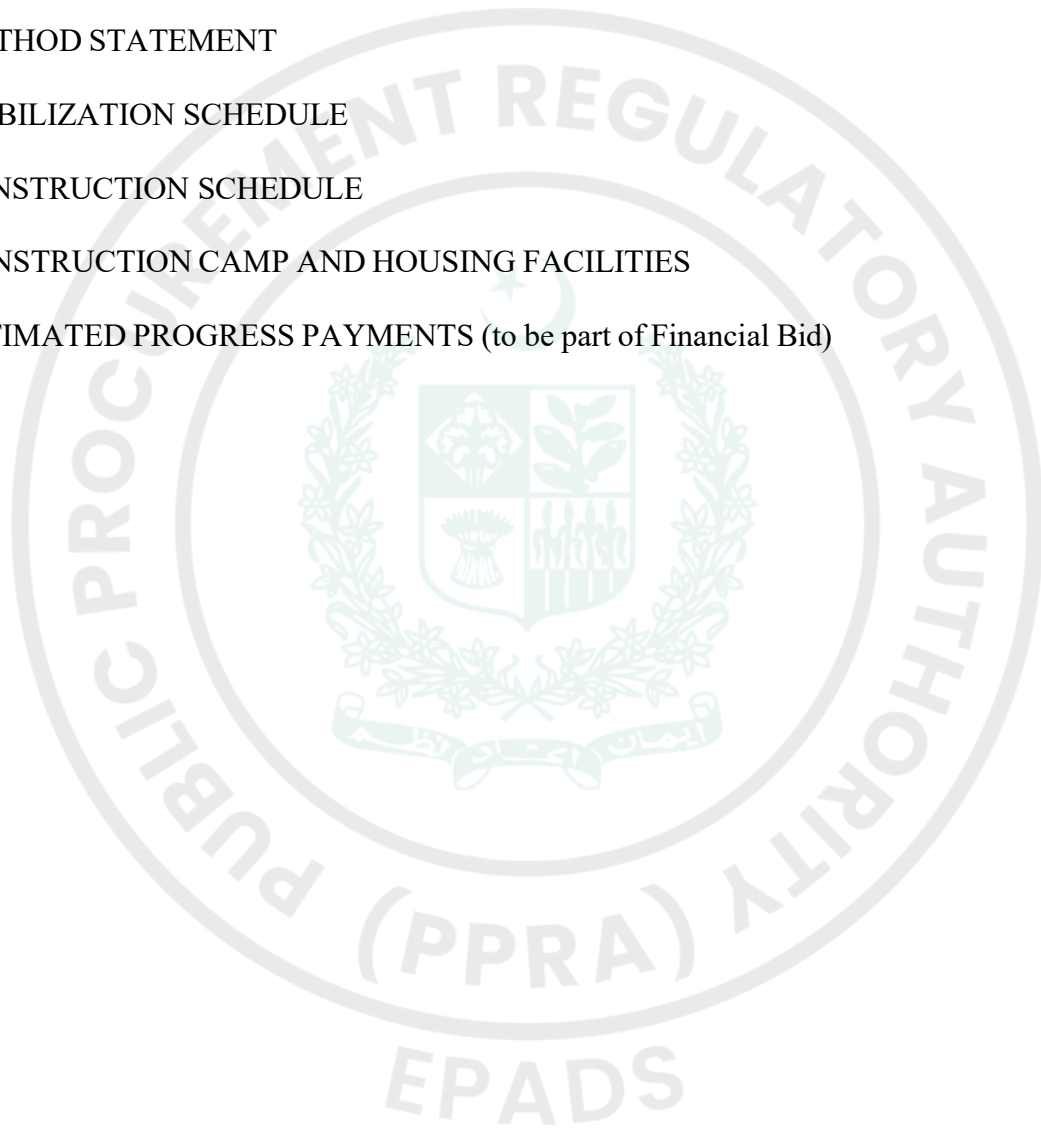 THOD STATEMENT
BILIZATION SCHEDULE
NSTRUCTION SCHEDULE
NSTRUCTION CAMP AND HOUSING FACILITIES
TIMATED PROGRESS PAYMENTS (to be part of Financial Bid)
PUBLIC PROCUREMENT REGULATORY AUTHORITY
(PPRA)
EPADS